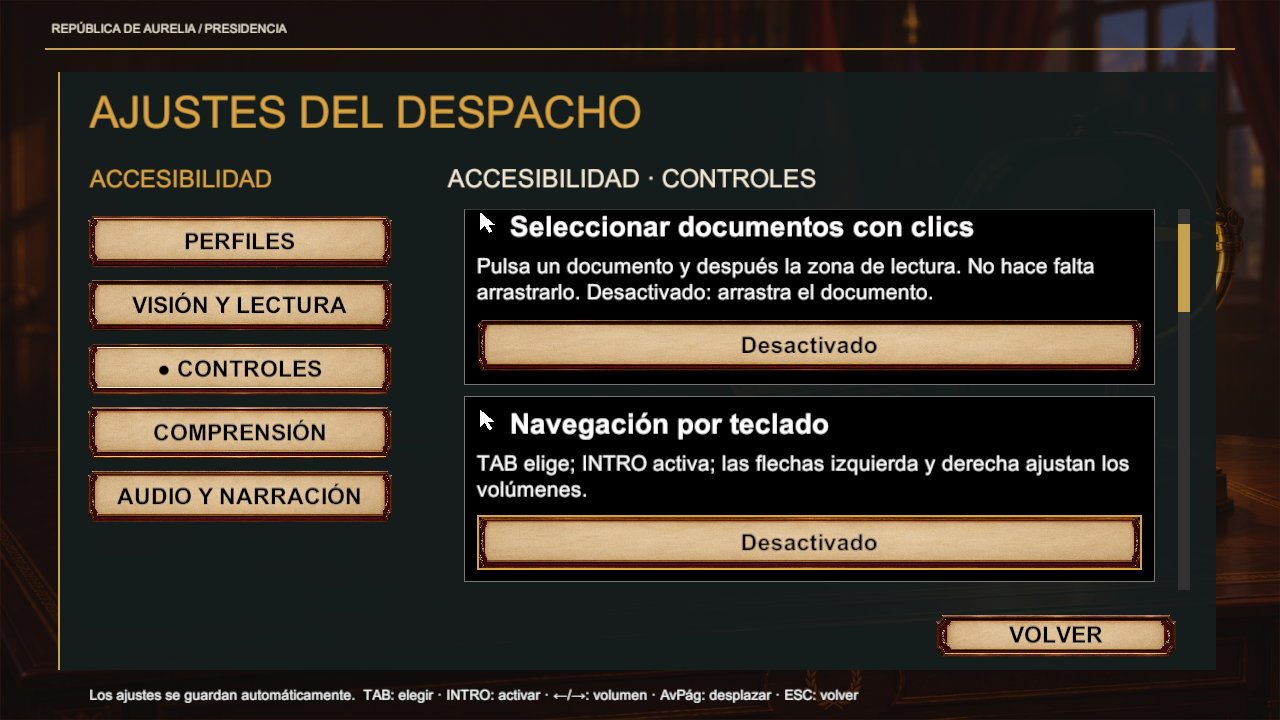 REPÚBLICA DE AURELIA / PRESIDENCIA
AJUSTES DEL DESPACHO
ACCESIBILIDAD
PERFILES
VISIÓN Y LECTURA
● CONTROLES
COMPRENSIÓN
AUDIO Y NARRACIÓN
ACCESIBILIDAD · CONTROLES
Seleccionar documentos con clics
Pulsa un documento y después la zona de lectura. No hace falta
arrastrarlo. Desactivado: arrastra el documento.
Desactivado
Navegación por teclado
TAB elige; INTRO activa; las flechas izquierda y derecha ajustan los
volúmenes.
Desactivado
VOLVER
Los ajustes se guardan automáticamente.  TAB: elegir · INTRO: activar · ←/→: volumen · AvPág: desplazar · ESC: volver